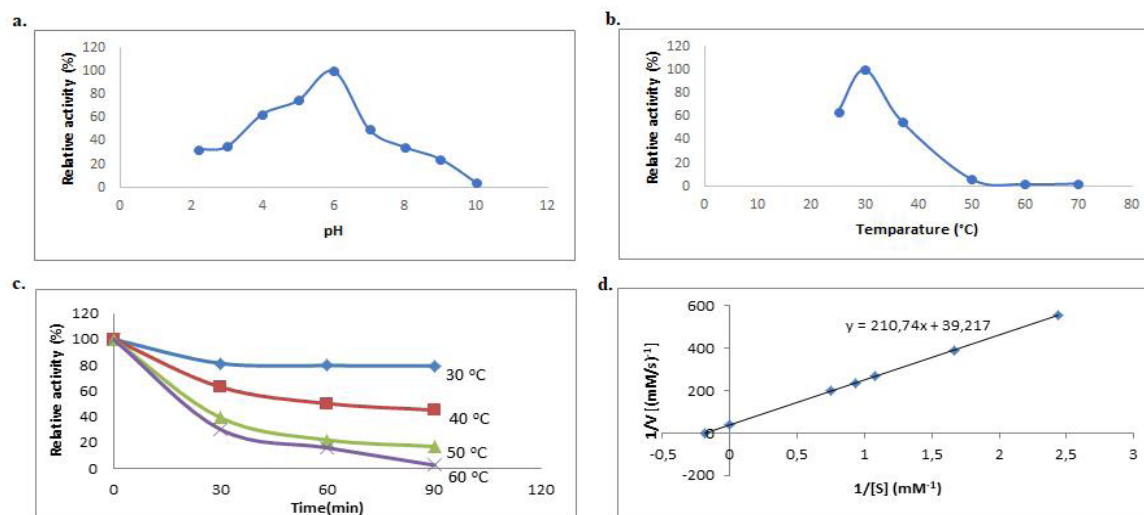 a.
Relative activity (%)
120
100
80
60
40
20
0
0 2 4 6 8 10 12
pH
b.
Relative activity (%)
120
100
80
60
40
20
0
0 10 20 30 40 50 60 70 80
Temparature (°C)
c.
Relative activity (%)
120
100
80
60
40
20
0
30 °C
40 °C
50 °C
60 °C
0 30 60 90 120
Time(min)
d.
1/V [(mM/s)-1]
600
400
200
0
-200
y = 210,74x + 39,217
-0,5 0 0,5 1 1,5 2 2,5 3
1/[S] (mM-1)